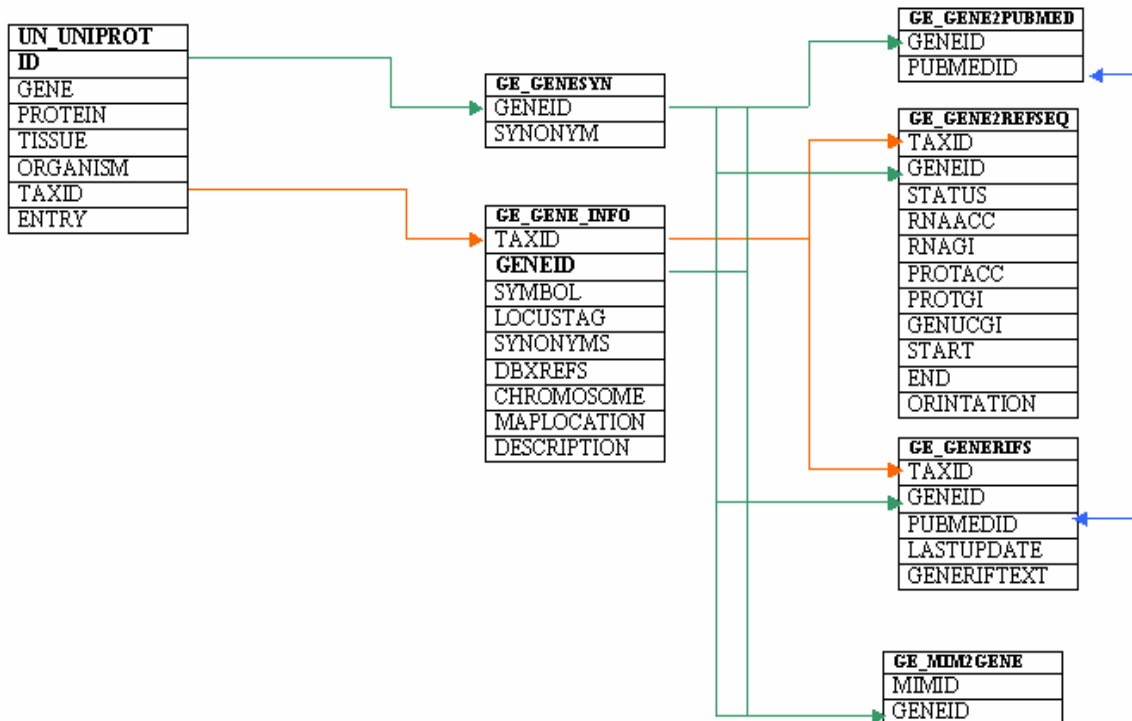 UN_UNIPROT
ID
GENE
PROTEIN
TISSUE
ORGANISM
TAXID
ENTRY
GE_GENESYN
GENEID
SYNONYM
GE_GENE_INFO
TAXID
GENEID
SYMBOL
LOCUSTAG
SYNONYMS
DBXREFS
CHROMOSOME
MAPLOCATION
DESCRIPTION
GE_GENE2PUBMED
GENEID
PUBMEDID
GE_GENE2REFSEQ
TAXID
GENEID
STATUS
RNAACC
RNAGI
PROTACC
PROTGI
GENUCGI
START
END
ORINTATION
GE_GENERIFS
TAXID
GENEID
PUBMEDID
LASTUPDATE
GENERIFTEXT
GE_MIM2GENE
MIMID
GENEID